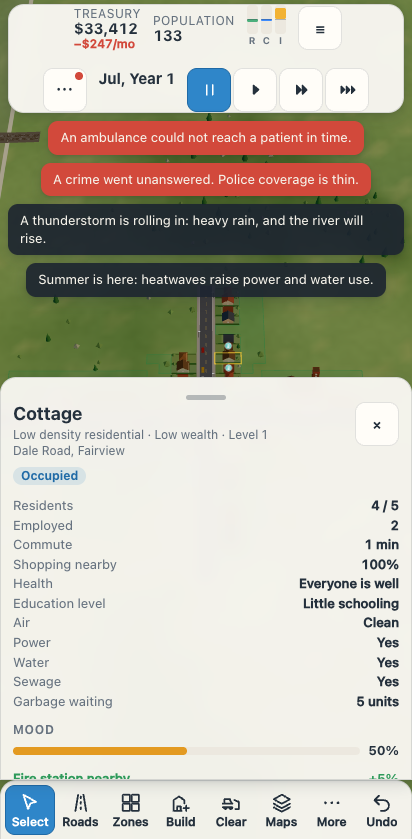 TREASURY
$33,412
−$247/mo
POPULATION
133
R C I
Jul, Year 1
An ambulance could not reach a patient in time.
A crime went unanswered. Police coverage is thin.
A thunderstorm is rolling in: heavy rain, and the river will
rise.
Summer is here: heatwaves raise power and water use.
Cottage
Low density residential · Low wealth · Level 1
Dale Road, Fairview
Occupied
Residents 4 / 5
Employed 2
Commute 1 min
Shopping nearby 100%
Health Everyone is well
Education level Little schooling
Air Clean
Power Yes
Water Yes
Sewage Yes
Garbage waiting 5 units
MOOD
50%
Fire station nearby +5%
Select Roads Zones Build Clear Maps More Undo